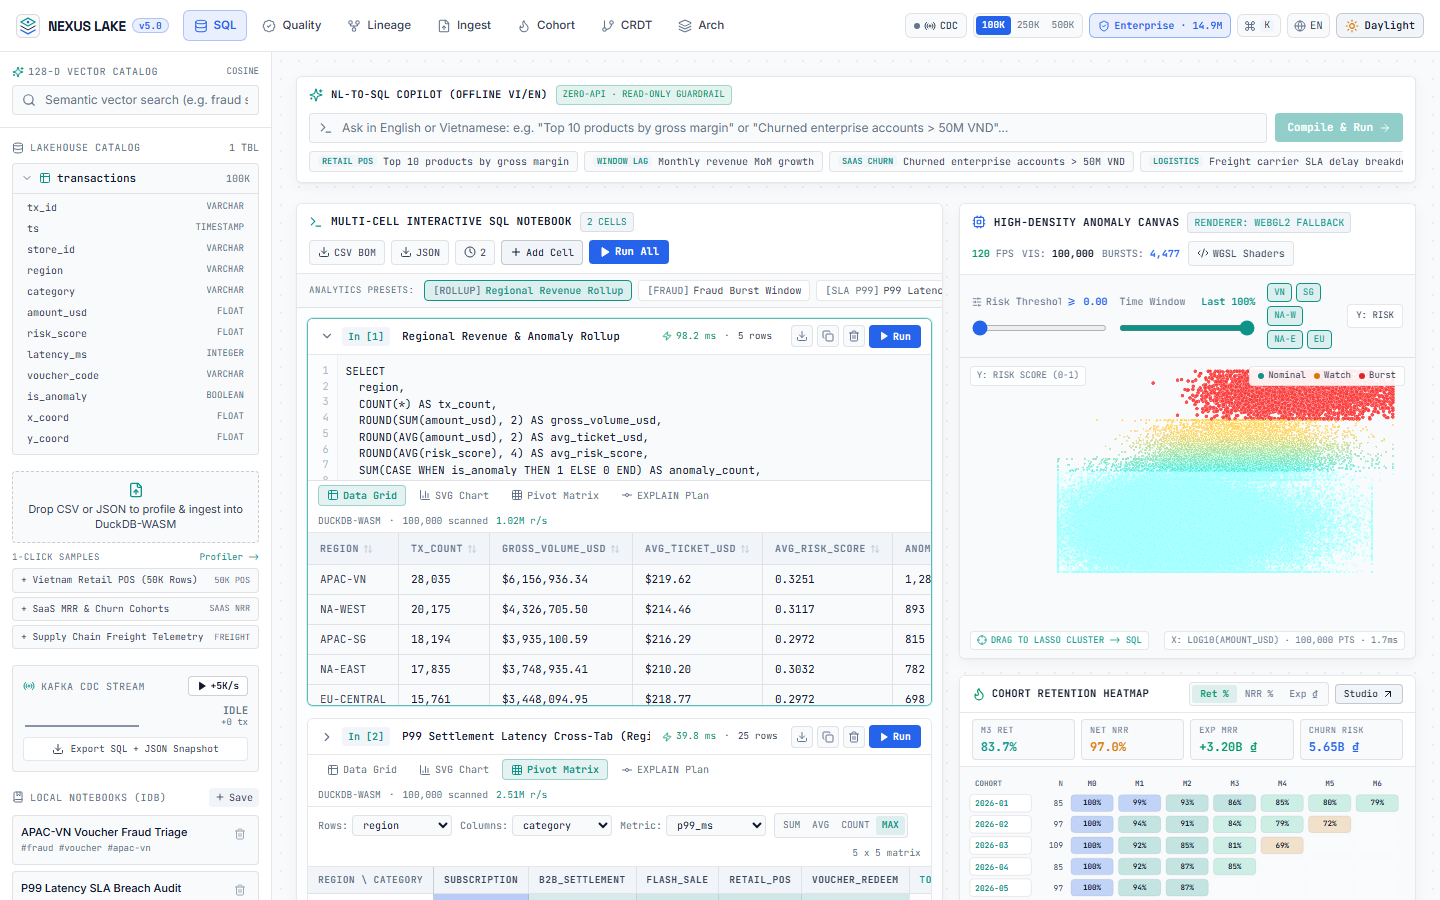 NEXUS LAKE v5.0 SQL Quality Lineage Ingest Cohort CRDT Arch CDC 100K 250K 500K Enterprise · 14.9M ⌘ K EN Daylight
128-D VECTOR CATALOG COSINE
Semantic vector search (e.g. fraud s
LAKEHOUSE CATALOG 1 TBL
transactions 100K
tx_id VARCHAR
ts TIMESTAMP
store_id VARCHAR
region VARCHAR
category VARCHAR
amount_usd FLOAT
risk_score FLOAT
latency_ms INTEGER
voucher_code VARCHAR
is_anomaly BOOLEAN
x_coord FLOAT
y_coord FLOAT
Drop CSV or JSON to profile & ingest into
DuckDB-WASM
1-CLICK SAMPLES Profiler →
+ Vietnam Retail POS (50K Rows) 50K POS
+ SaaS MRR & Churn Cohorts SAAS NRR
+ Supply Chain Freight Telemetry FREIGHT
KAFKA CDC STREAM +5K/s
IDLE
+0 tx
Export SQL + JSON Snapshot
LOCAL NOTEBOOKS (IDB) + Save
APAC-VN Voucher Fraud Triage
#fraud #voucher #apac-vn
P99 Latency SLA Breach Audit
NL-TO-SQL COPILOT (OFFLINE VI/EN) ZERO-API · READ-ONLY GUARDRAIL
Ask in English or Vietnamese: e.g. "Top 10 products by gross margin" or "Churned enterprise accounts > 50M VND"...
Compile & Run →
RETAIL POS Top 10 products by gross margin
WINDOW LAG Monthly revenue MoM growth
SAAS CHURN Churned enterprise accounts > 50M VND
LOGISTICS Freight carrier SLA delay breakd
MULTI-CELL INTERACTIVE SQL NOTEBOOK 2 CELLS
CSV BOM JSON 2 + Add Cell Run All
ANALYTICS PRESETS: [ROLLUP] Regional Revenue Rollup [FRAUD] Fraud Burst Window [SLA P99] P99 Latenc
In [1] Regional Revenue & Anomaly Rollup 98.2 ms · 5 rows Run
1 SELECT
2 region,
3 COUNT(*) AS tx_count,
4 ROUND(SUM(amount_usd), 2) AS gross_volume_usd,
5 ROUND(AVG(amount_usd), 2) AS avg_ticket_usd,
6 ROUND(AVG(risk_score), 4) AS avg_risk_score,
7 SUM(CASE WHEN is_anomaly THEN 1 ELSE 0 END) AS anomaly_count,
Data Grid SVG Chart Pivot Matrix EXPLAIN Plan
DUCKDB-WASM · 100,000 scanned 1.02M r/s
REGION TX_COUNT GROSS_VOLUME_USD AVG_TICKET_USD AVG_RISK_SCORE ANOM
APAC-VN 28,035 $6,156,936.34 $219.62 0.3251 1,28
NA-WEST 20,175 $4,326,705.50 $214.46 0.3117 893
APAC-SG 18,194 $3,935,100.59 $216.29 0.2972 815
NA-EAST 17,835 $3,748,935.41 $210.20 0.3032 782
EU-CENTRAL 15,761 $3,448,094.95 $218.77 0.2972 698
In [2] P99 Settlement Latency Cross-Tab (Regi 39.8 ms · 25 rows Run
Data Grid SVG Chart Pivot Matrix EXPLAIN Plan
DUCKDB-WASM · 100,000 scanned 2.51M r/s
Rows: region Columns: category Metric: p99_ms SUM AVG COUNT MAX
5 x 5 matrix
REGION \ CATEGORY SUBSCRIPTION B2B_SETTLEMENT FLASH_SALE RETAIL_POS VOUCHER_REDEEM TO
HIGH-DENSITY ANOMALY CANVAS RENDERER: WEBGL2 FALLBACK
120 FPS VIS: 100,000 BURSTS: 4,477 WGSL Shaders
Risk Threshol ≥ 0.00 Time Window Last 100%
VN SG
NA-W
NA-E EU
Y: RISK
Y: RISK SCORE (0-1) Nominal Watch Burst
DRAG TO LASSO CLUSTER → SQL X: LOG10(AMOUNT_USD) · 100,000 PTS · 1.7ms
COHORT RETENTION HEATMAP Ret % NRR % Exp ₫ Studio
M3 RET NET NRR EXP MRR CHURN RISK
83.7% 97.0% +3.20B ₫ 5.65B ₫
COHORT N M0 M1 M2 M3 M4 M5 M6
2026-01 85 100% 99% 93% 86% 85% 80% 79%
2026-02 97 100% 94% 91% 84% 79% 72%
2026-03 109 100% 92% 85% 81% 69%
2026-04 85 100% 92% 87% 85%
2026-05 97 100% 94% 87%